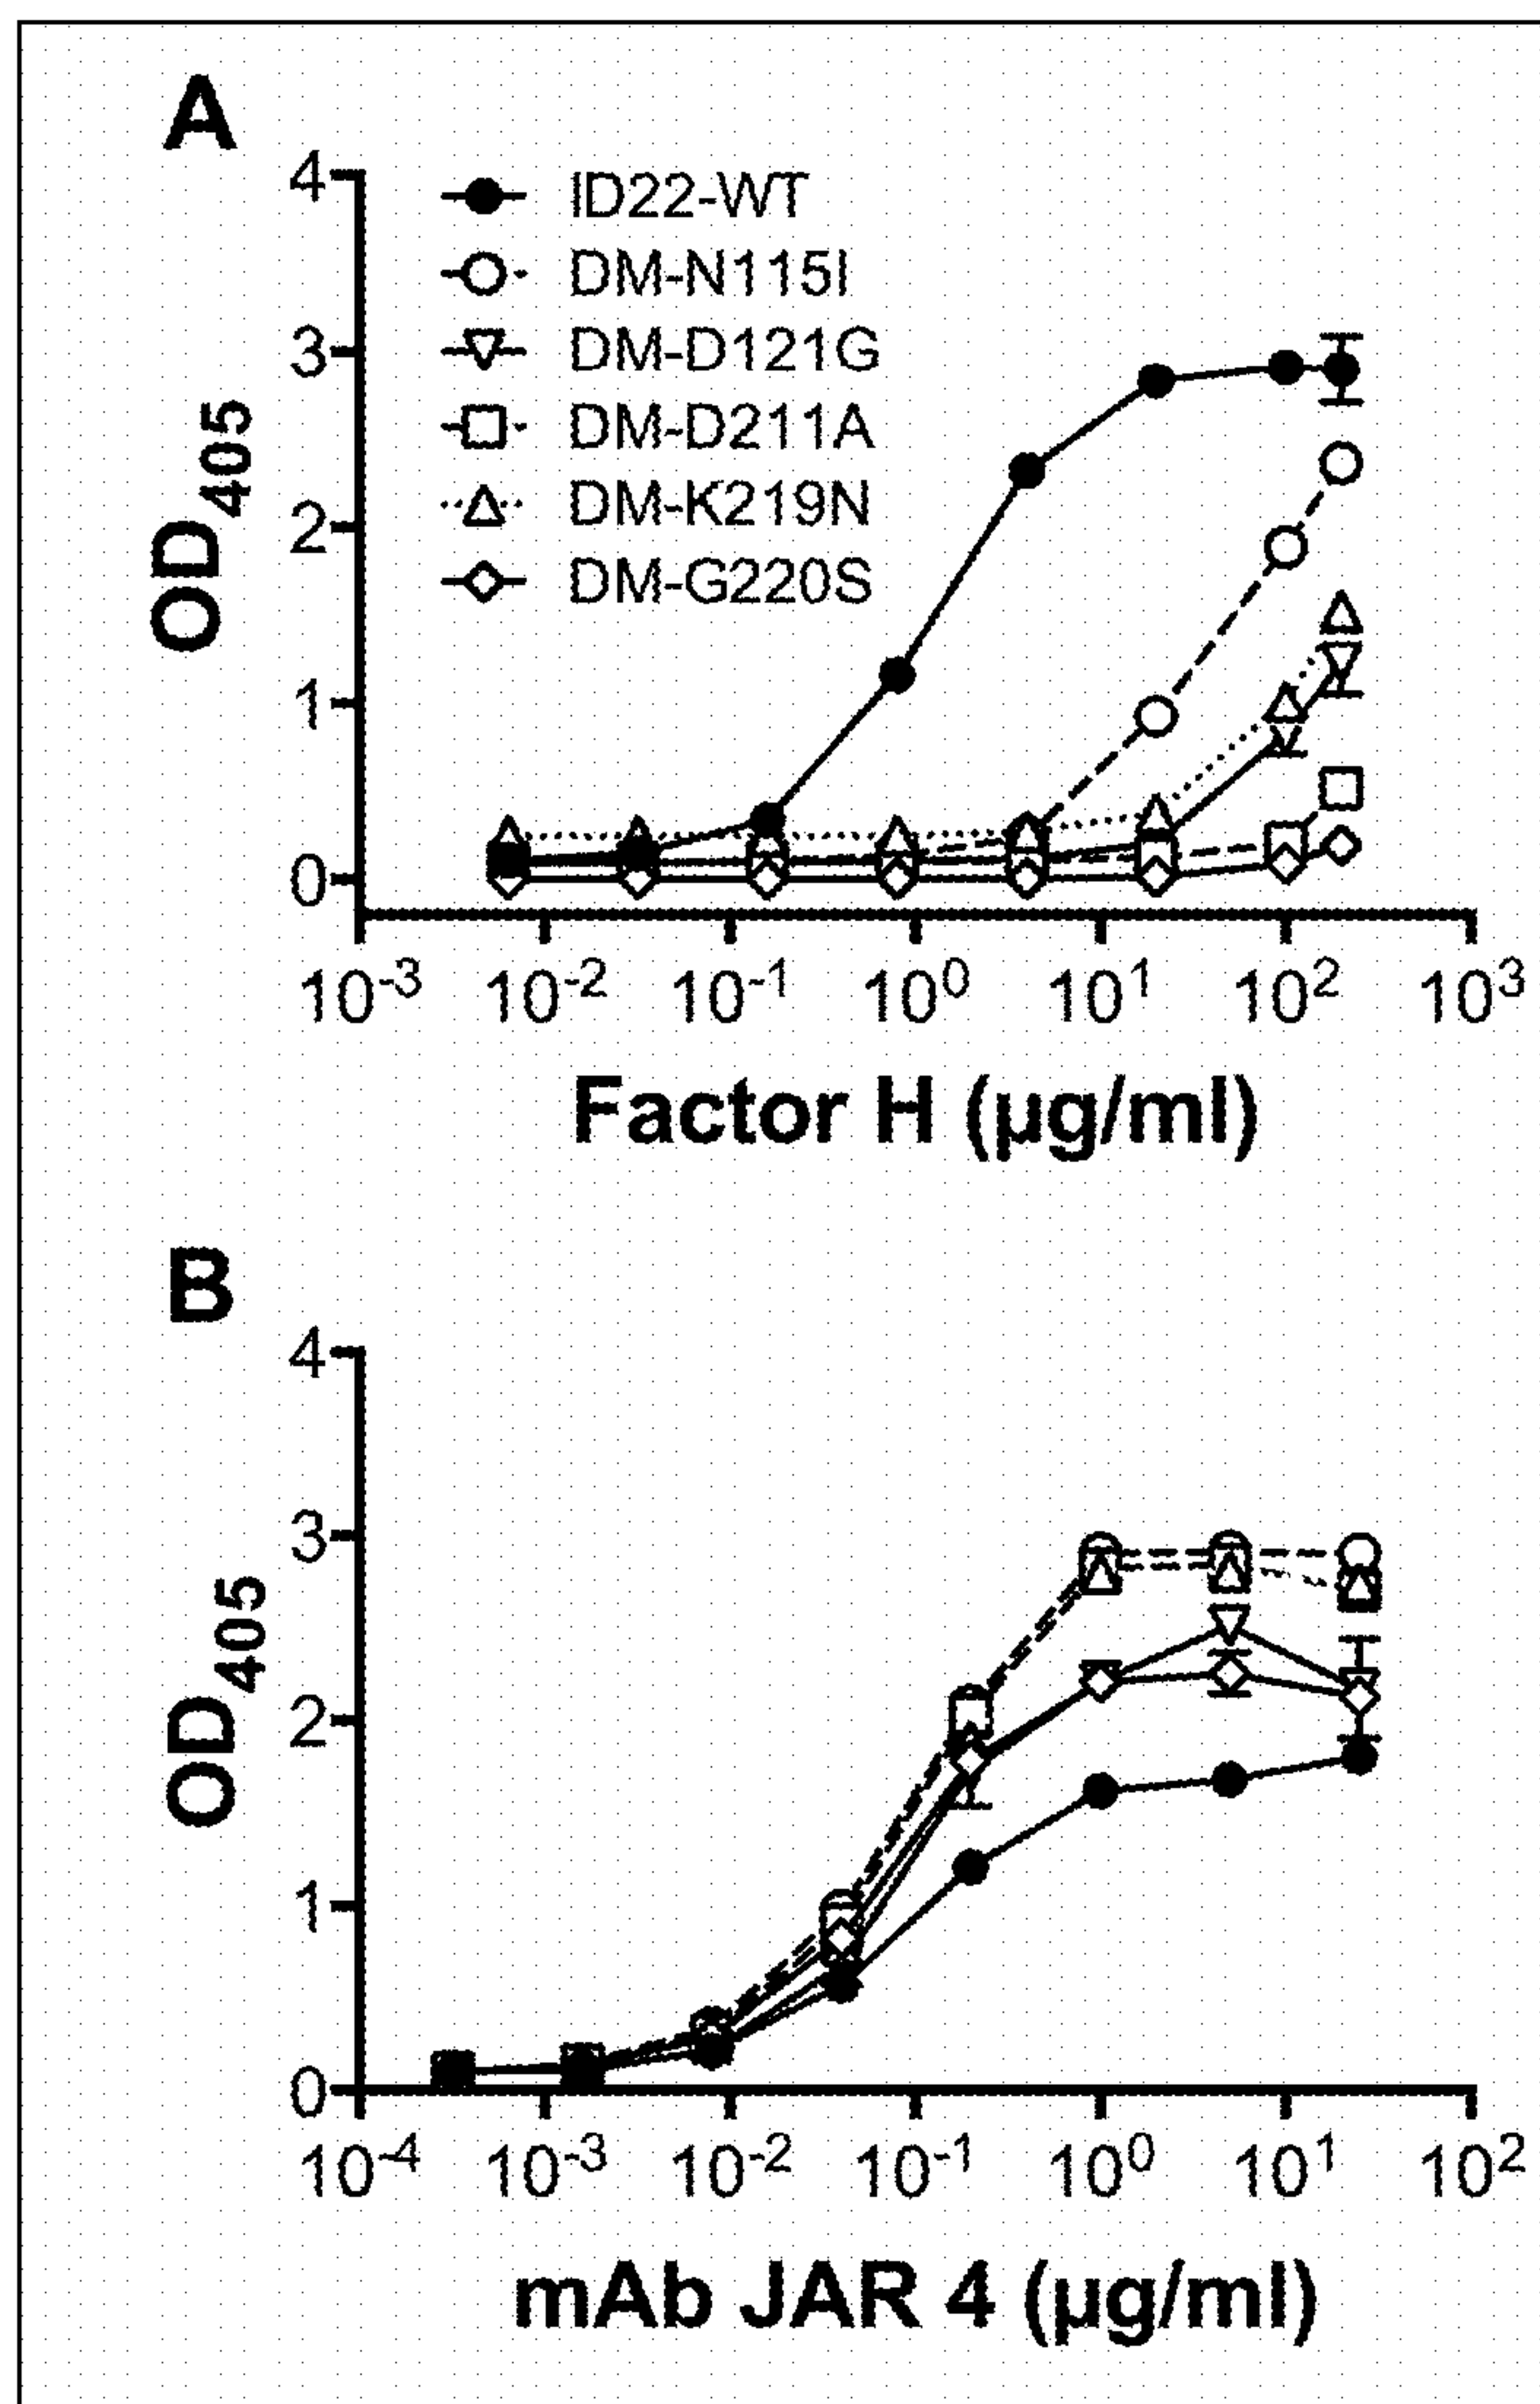 A
4
3
2
1
0
OD405
ID22-WT
DM-N115I
DM-D121G
DM-D211A
DM-K219N
DM-G220S
10-3 10-2 10-1 100 101 102 103
Factor H (µg/ml)
B
4
3
2
1
0
OD405
10-4 10-3 10-2 10-1 100 101 102
mAb JAR 4 (µg/ml)